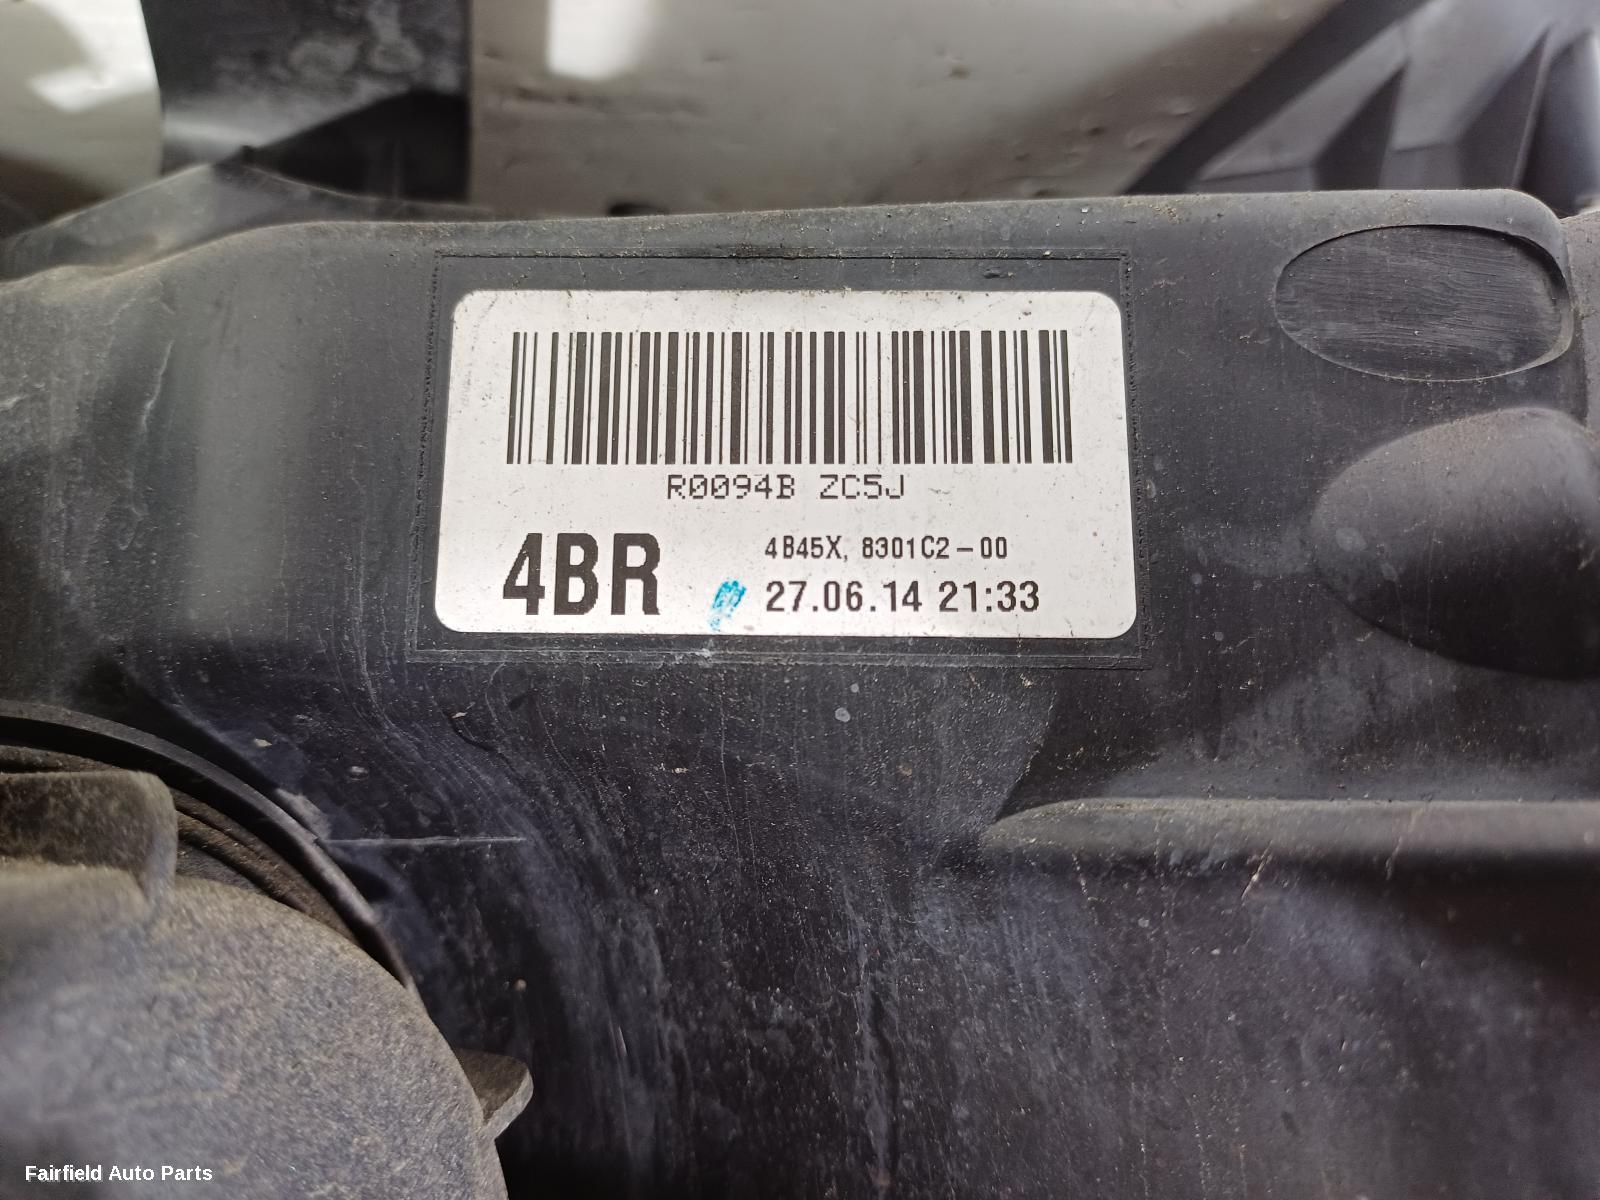 R0094B ZC5J
4BR
4B45X, 8301C2-00
27.06.14 21:33
Fairfield Auto Parts